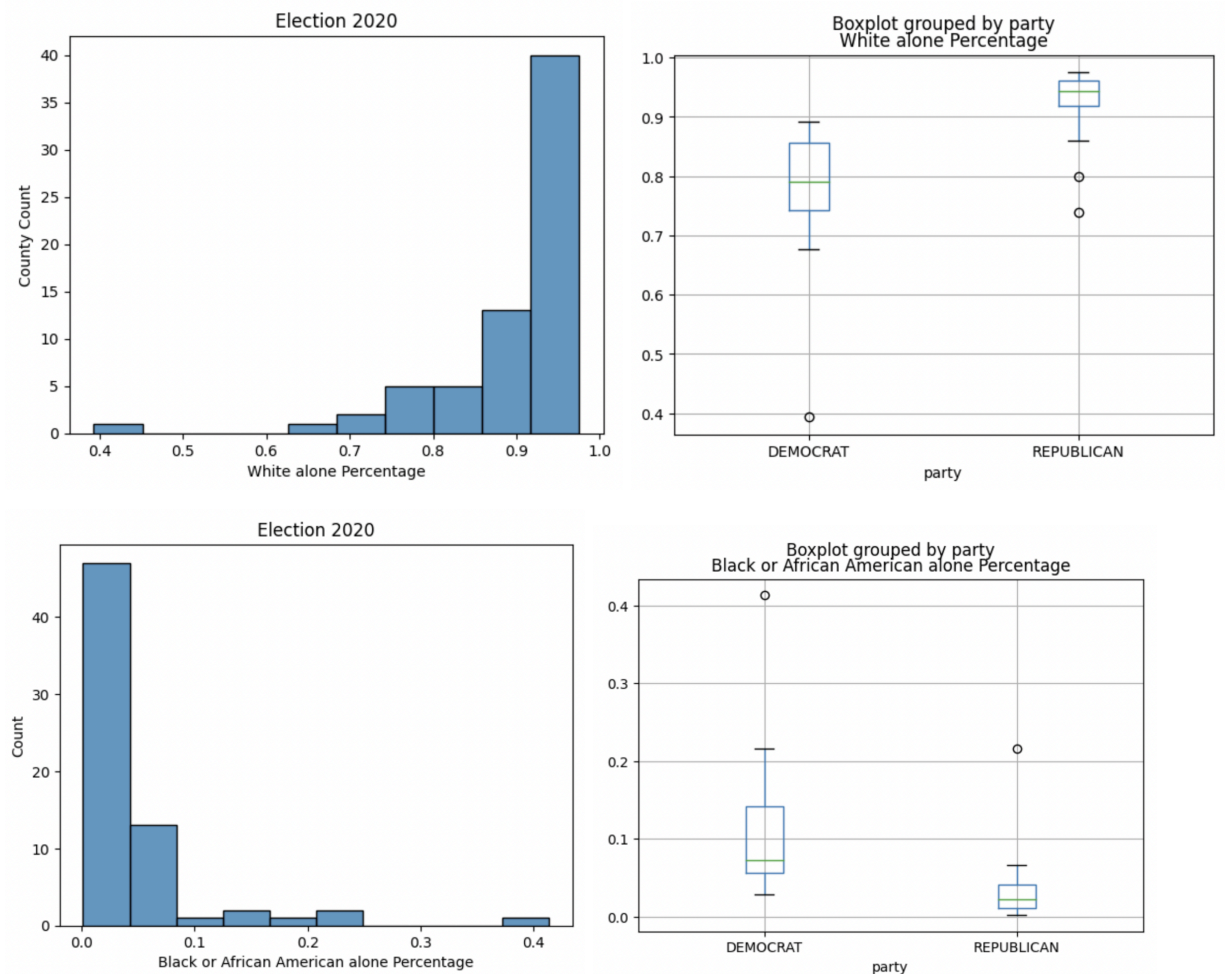 Election 2020
40
35
30
25
20
15
10
5
0
County Count
0.4 0.5 0.6 0.7 0.8 0.9 1.0
White alone Percentage
Boxplot grouped by party
White alone Percentage
1.0
0.9
0.8
0.7
0.6
0.5
0.4
DEMOCRAT REPUBLICAN
party
Election 2020
40
30
20
10
0
Count
0.0 0.1 0.2 0.3 0.4
Black or African American alone Percentage
Boxplot grouped by party
Black or African American alone Percentage
0.4
0.3
0.2
0.1
0.0
DEMOCRAT REPUBLICAN
party